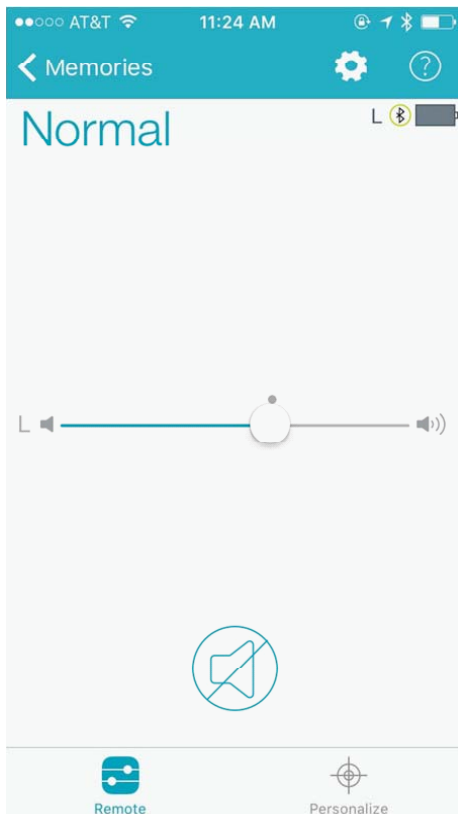 AT&T 11:24 AM
Memories ?
Normal L
L
Remote Personalize